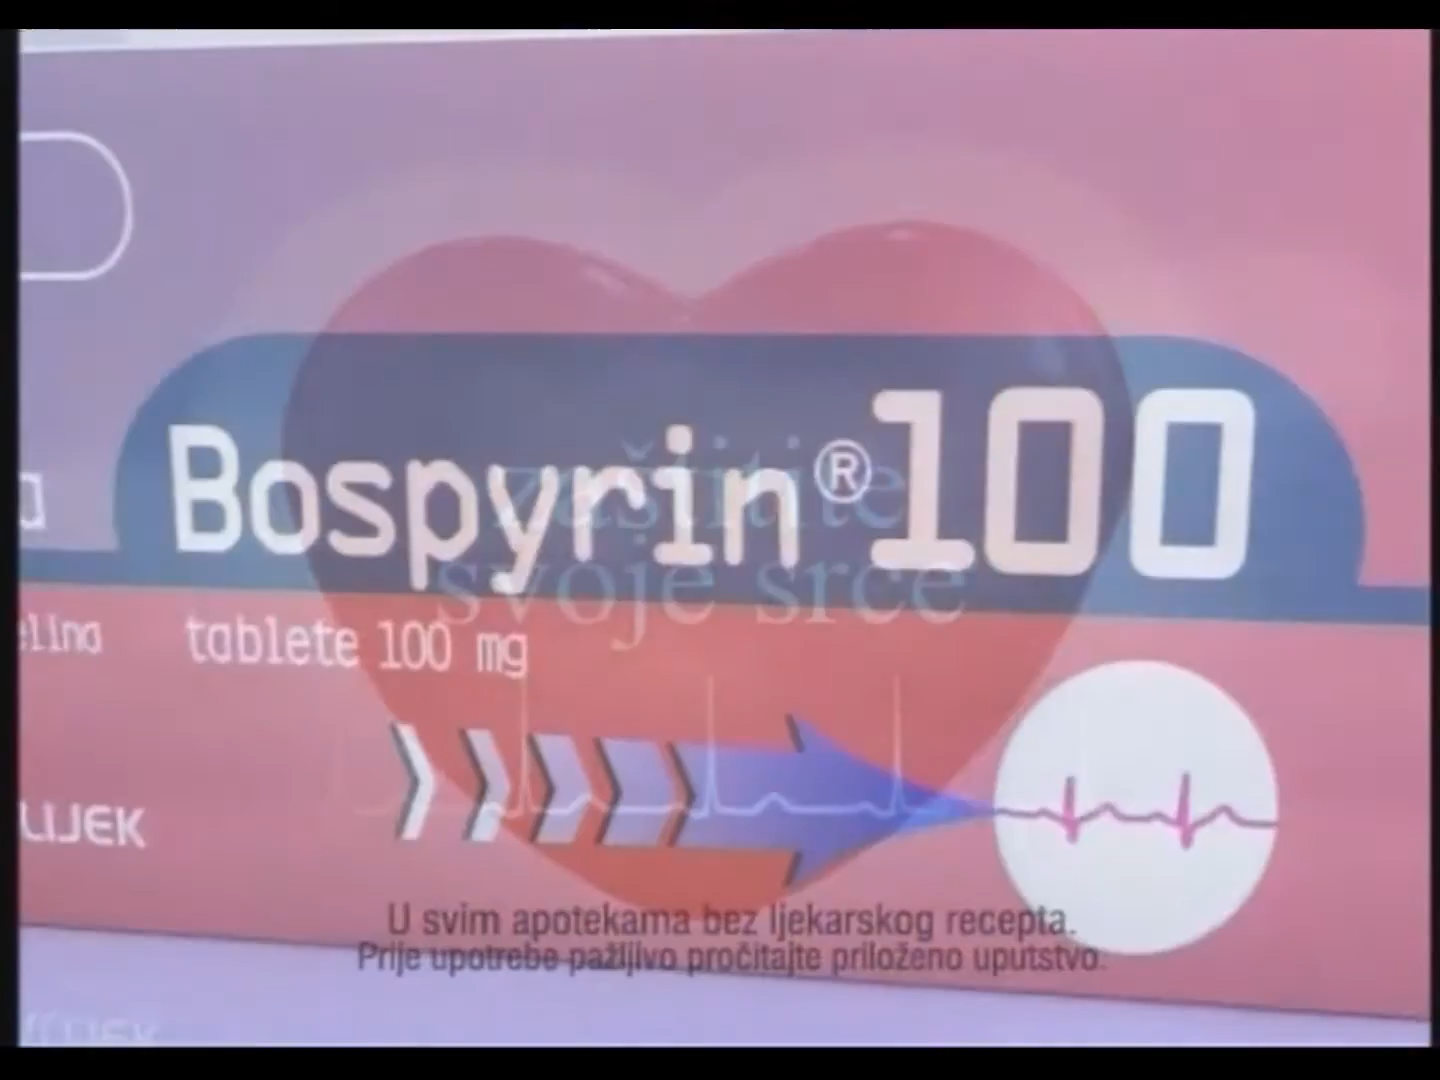 Bospyrin®100
zaštitite
svoje srce
tablete 100 mg
LIJEK
U svim apotekama bez ljekarskog recepta.
Prije upotrebe pažljivo pročitajte priloženo uputstvo.